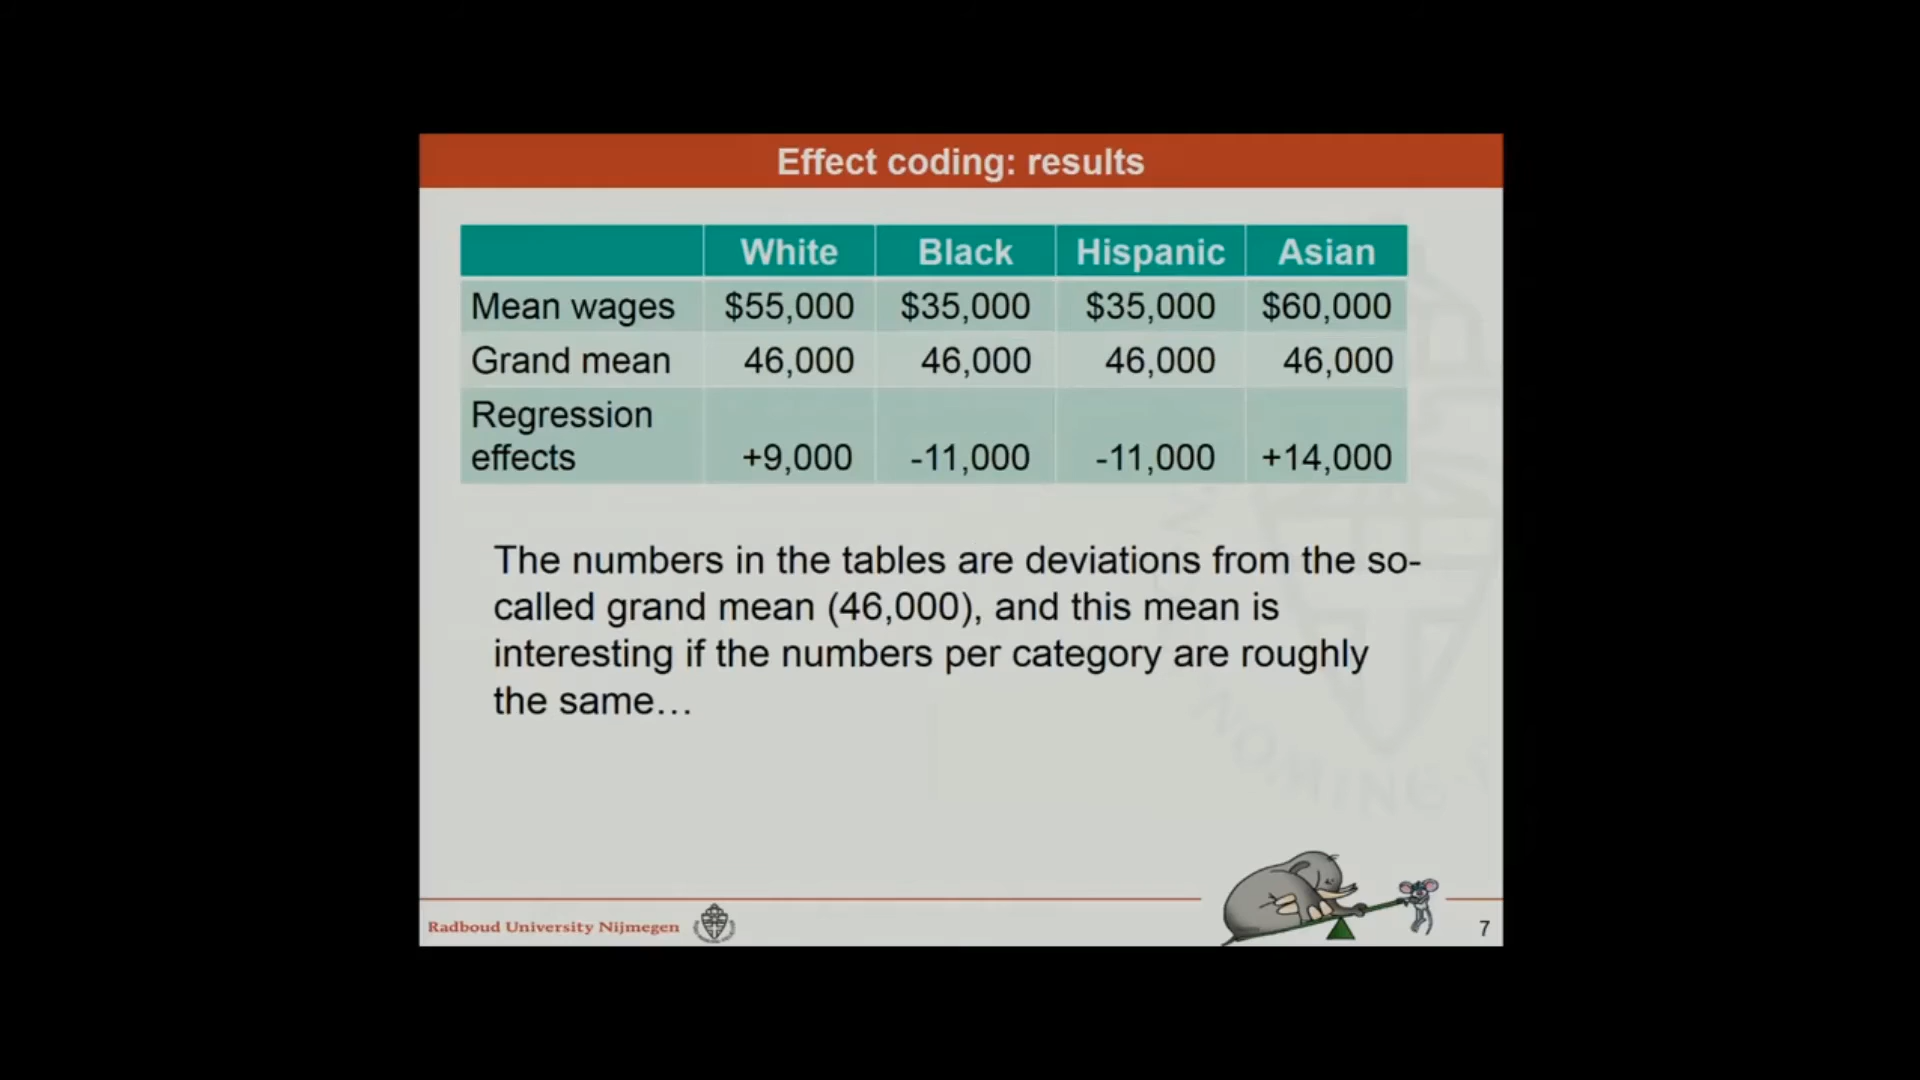 Effect coding: results
White Black Hispanic Asian
Mean wages $55,000 $35,000 $35,000 $60,000
Grand mean 46,000 46,000 46,000 46,000
Regression
effects +9,000 -11,000 -11,000 +14,000
The numbers in the tables are deviations from the so-
called grand mean (46,000), and this mean is
interesting if the numbers per category are roughly
the same…
Radboud University Nijmegen
7